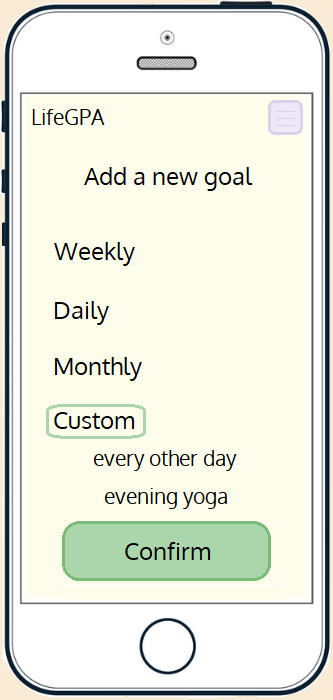 LifeGPA
Add a new goal
Weekly
Daily
Monthly
Custom
every other day
evening yoga
Confirm